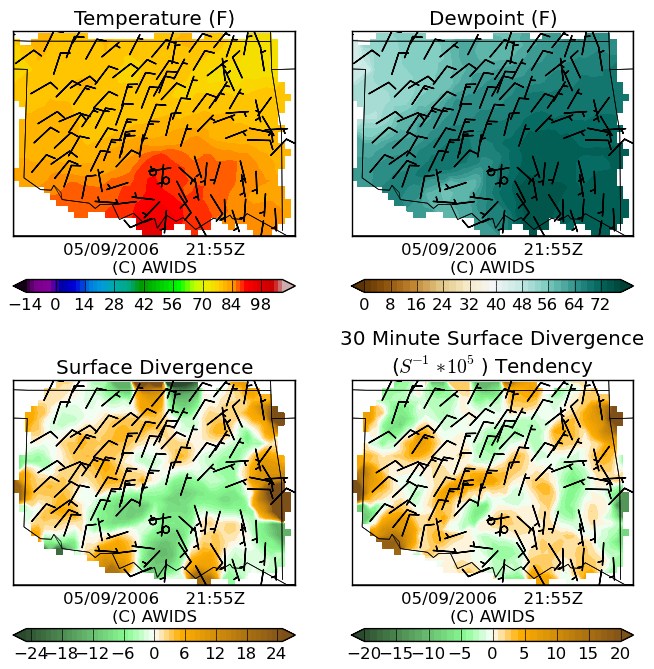 Temperature (F)
Dewpoint (F)
05/09/2006 21:55Z
(C) AWIDS
05/09/2006 21:55Z
(C) AWIDS
−14 0 14 28 42 56 70 84 98
0 8 16 24 32 40 48 56 64 72
Surface Divergence
30 Minute Surface Divergence
(S⁻¹ *10⁵ ) Tendency
05/09/2006 21:55Z
(C) AWIDS
05/09/2006 21:55Z
(C) AWIDS
−24 −18 −12 −6 0 6 12 18 24
−20 −15 −10 −5 0 5 10 15 20